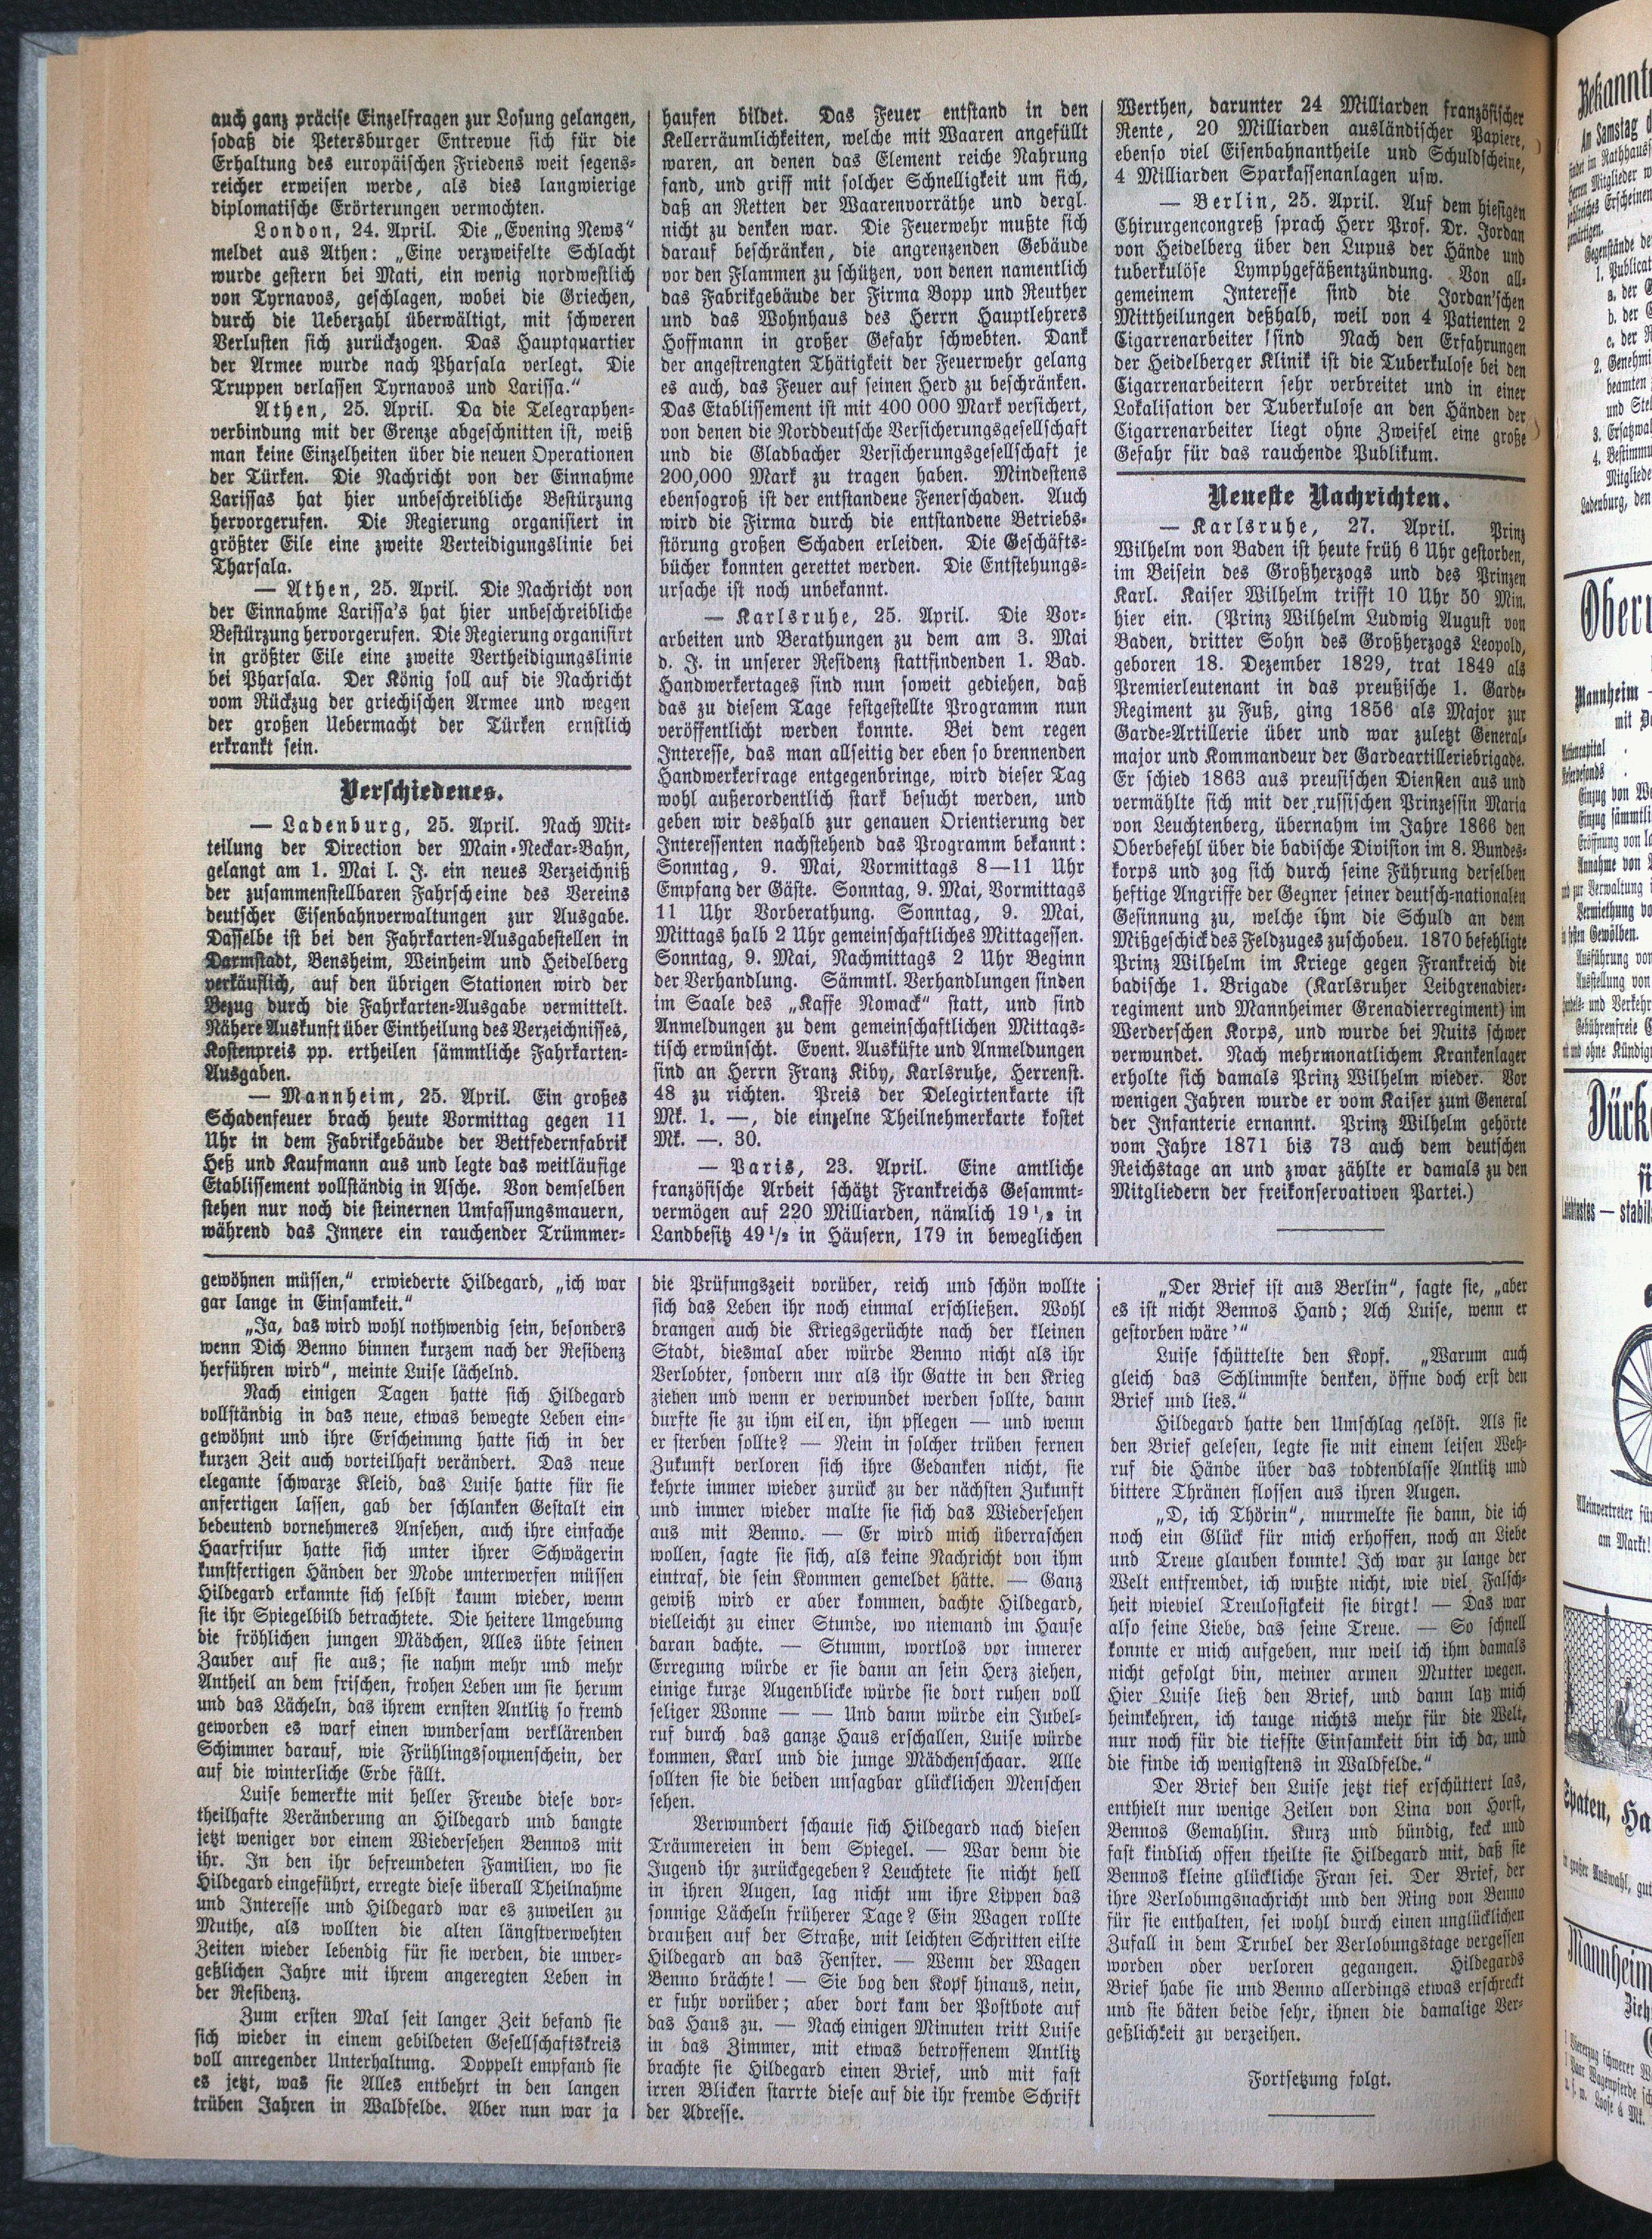 auch ganz präcise Einzelfragen zur Losung gelangen,
sodaß die Petersburger Entrevue sich für die
Erhaltung des europäischen Friedens weit segens-
reicher erweisen werde, als dies langwierige
diplomatische Erörterungen vermochten.
London, 24. April. Die „Evening News"
meldet aus Athen: „Eine verzweifelte Schlacht
wurde gestern bei Mati, ein wenig nordwestlich
von Tyrnavos, geschlagen, wobei die Griechen,
durch die Ueberzahl überwältigt, mit schweren
Verlusten sich zurückzogen. Das Hauptquartier
der Armee wurde nach Pharsala verlegt. Die
Truppen verlassen Tyrnavos und Larissa."
Athen, 25. April. Da die Telegraphen-
verbindung mit der Grenze abgeschnitten ist, weiß
man keine Einzelheiten über die neuen Operationen
der Türken. Die Nachricht von der Einnahme
Larissas hat hier unbeschreibliche Bestürzung
hervorgerufen. Die Regierung organisiert in
größter Eile eine zweite Verteidigungslinie bei
Tharsala.
— Athen, 25. April. Die Nachricht von
der Einnahme Larissa's hat hier unbeschreibliche
Bestürzung hervorgerufen. Die Regierung organisirt
in größter Eile eine zweite Vertheidigungslinie
bei Pharsala. Der König soll auf die Nachricht
vom Rückzug der griechischen Armee und wegen
der großen Uebermacht der Türken ernstlich
erkrankt sein.
Verschiedenes.
— Ladenburg, 25. April. Nach Mit-
teilung der Direction der Main-Neckar-Bahn,
gelangt am 1. Mai l. J. ein neues Verzeichniß
der zusammenstellbaren Fahrscheine des Vereins
deutscher Eisenbahnverwaltungen zur Ausgabe.
Dasselbe ist bei den Fahrkarten-Ausgabestellen in
Darmstadt, Bensheim, Weinheim und Heidelberg
verkäuflich, auf den übrigen Stationen wird der
Bezug durch die Fahrkarten-Ausgabe vermittelt.
Nähere Auskunft über Eintheilung des Verzeichnisses,
Kostenpreis pp. ertheilen sämmtliche Fahrkarten-
Ausgaben.
— Mannheim, 25. April. Ein großes
Schadenfeuer brach heute Vormittag gegen 11
Uhr in dem Fabrikgebäude der Bettfedernfabrik
Heß und Kaufmann aus und legte das weitläufige
Etablissement vollständig in Asche. Von demselben
stehen nur noch die steinernen Umfassungsmauern,
während das Innere ein rauchender Trümmer-
haufen bildet. Das Feuer entstand in den
Kellerräumlichkeiten, welche mit Waaren angefüllt
waren, an denen das Element reiche Nahrung
fand, und griff mit solcher Schnelligkeit um sich,
daß an Retten der Waarenvorräthe und dergl.
nicht zu denken war. Die Feuerwehr mußte sich
darauf beschränken, die angrenzenden Gebäude
vor den Flammen zu schützen, von denen namentlich
das Fabrikgebäude der Firma Bopp und Reuther
und das Wohnhaus des Herrn Hauptlehrers
Hoffmann in großer Gefahr schwebten. Dank
der angestrengten Thätigkeit der Feuerwehr gelang
es auch, das Feuer auf seinen Herd zu beschränken.
Das Etablissement ist mit 400 000 Mark versichert,
von denen die Norddeutsche Versicherungsgesellschaft
und die Gladbacher Versicherungsgesellschaft je
200,000 Mark zu tragen haben. Mindestens
ebensogroß ist der entstandene Fenerschaden. Auch
wird die Firma durch die entstandene Betriebs-
störung großen Schaden erleiden. Die Geschäfts-
bücher konnten gerettet werden. Die Entstehungs-
ursache ist noch unbekannt.
— Karlsruhe, 25. April. Die Vor-
arbeiten und Berathungen zu dem am 3. Mai
d. J. in unserer Residenz stattfindenden 1. Bad.
Handwerkertages sind nun soweit gediehen, daß
das zu diesem Tage festgestellte Programm nun
veröffentlicht werden konnte. Bei dem regen
Interesse, das man allseitig der eben so brennenden
Handwerkerfrage entgegenbringe, wird dieser Tag
wohl außerordentlich stark besucht werden, und
geben wir deshalb zur genauen Orientierung der
Interessenten nachstehend das Programm bekannt:
Sonntag, 9. Mai, Vormittags 8—11 Uhr
Empfang der Gäste. Sonntag, 9. Mai, Vormittags
11 Uhr Vorberathung. Sonntag, 9. Mai,
Mittags halb 2 Uhr gemeinschaftliches Mittagessen.
Sonntag, 9. Mai, Nachmittags 2 Uhr Beginn
der Verhandlung. Sämmtl. Verhandlungen finden
im Saale des „Kaffe Nowack" statt, und sind
Anmeldungen zu dem gemeinschaftlichen Mittags-
tisch erwünscht. Event. Ausküfte und Anmeldungen
sind an Herrn Franz Kiby, Karlsruhe, Herrenst.
48 zu richten. Preis der Delegirtenkarte ist
Mk. 1. —, die einzelne Theilnehmerkarte kostet
Mk. —. 30.
— Paris, 23. April. Eine amtliche
französische Arbeit schätzt Frankreichs Gesammt-
vermögen auf 220 Milliarden, nämlich 19½ in
Landbesitz 49½ in Häusern, 179 in beweglichen
Werthen, darunter 24 Milliarden französischer
Rente, 20 Milliarden ausländischer Papiere,
ebenso viel Eisenbahnantheile und Schuldscheine,
4 Milliarden Sparkassenanlagen usw.
— Berlin, 25. April. Auf dem hiesigen
Chirurgencongreß sprach Herr Prof. Dr. Jordan
von Heidelberg über den Lupus der Hände und
tuberkulöse Lymphgefäßentzündung. Von all-
gemeinem Interesse sind die Jordan'schen
Mittheilungen deßhalb, weil von 4 Patienten 2
Cigarrenarbeiter sind Nach den Erfahrungen
der Heidelberger Klinik ist die Tuberkulose bei den
Cigarrenarbeitern sehr verbreitet und in einer
Lokalisation der Tuberkulose an den Händen der
Cigarrenarbeiter liegt ohne Zweifel eine große
Gefahr für das rauchende Publikum.
Neueste Nachrichten.
— Karlsruhe, 27. April. Prinz
Wilhelm von Baden ist heute früh 6 Uhr gestorben,
im Beisein des Großherzogs und des Prinzen
Karl. Kaiser Wilhelm trifft 10 Uhr 50 Min.
hier ein. (Prinz Wilhelm Ludwig August von
Baden, dritter Sohn des Großherzogs Leopold,
geboren 18. Dezember 1829, trat 1849 als
Premierleutenant in das preußische 1. Garde-
Regiment zu Fuß, ging 1856 als Major zur
Garde-Artillerie über und war zuletzt General-
major und Kommandeur der Gardeartilleriebrigade.
Er schied 1863 aus preusischen Diensten aus und
vermählte sich mit der russischen Prinzessin Maria
von Leuchtenberg, übernahm im Jahre 1866 den
Oberbefehl über die badische Division im 8. Bundes-
korps und zog sich durch seine Führung derselben
heftige Angriffe der Gegner seiner deutsch-nationalen
Gesinnung zu, welche ihm die Schuld an dem
Mißgeschick des Feldzuges zuschobeu. 1870 befehligte
Prinz Wilhelm im Kriege gegen Frankreich die
badische 1. Brigade (Karlsruher Leibgrenadier-
regiment und Mannheimer Grenadierregiment) im
Werderschen Korps, und wurde bei Nuits schwer
verwundet. Nach mehrmonatlichem Krankenlager
erholte sich damals Prinz Wilhelm wieder. Vor
wenigen Jahren wurde er vom Kaiser zum General
der Infanterie ernannt. Prinz Wilhelm gehörte
vom Jahre 1871 bis 73 auch dem deutschen
Reichstage an und zwar zählte er damals zu den
Mitgliedern der freikonservativen Partei.)
gewöhnen müssen," erwiederte Hildegard, „ich war
gar lange in Einsamkeit."
„Ja, das wird wohl nothwendig sein, besonders
wenn Dich Benno binnen kurzem nach der Residenz
herführen wird", meinte Luise lächelnd.
Nach einigen Tagen hatte sich Hildegard
vollständig in das neue, etwas bewegte Leben ein-
gewöhnt und ihre Erscheinung hatte sich in der
kurzen Zeit auch vorteilhaft verändert. Das neue
elegante schwarze Kleid, das Luise hatte für sie
anfertigen lassen, gab der schlanken Gestalt ein
bedeutend vornehmeres Ansehen, auch ihre einfache
Haarfrisur hatte sich unter ihrer Schwägerin
kunstfertigen Händen der Mode unterwerfen müssen
Hildegard erkannte sich selbst kaum wieder, wenn
sie ihr Spiegelbild betrachtete. Die heitere Umgebung
die fröhlichen jungen Mädchen, Alles übte seinen
Zauber auf sie aus; sie nahm mehr und mehr
Antheil an dem frischen, frohen Leben um sie herum
und das Lächeln, das ihrem ernsten Antlitz so fremd
geworden es warf einen wundersam verklärenden
Schimmer darauf, wie Frühlingssonnenschein, der
auf die winterliche Erde fällt.
Luise bemerkte mit heller Freude diese vor-
theilhafte Veränderung an Hildegard und bangte
jetzt weniger vor einem Wiedersehen Bennos mit
ihr. In den ihr befreundeten Familien, wo sie
Hildegard eingeführt, erregte diese überall Theilnahme
und Interesse und Hildegard war es zuweilen zu
Muthe, als wollten die alten längstverwehten
Zeiten wieder lebendig für sie werden, die unver-
geßlichen Jahre mit ihrem angeregten Leben in
der Residenz.
Zum ersten Mal seit langer Zeit befand sie
sich wieder in einem gebildeten Gesellschaftskreis
voll anregender Unterhaltung. Doppelt empfand sie
es jetzt, was sie Alles entbehrt in den langen
trüben Jahren in Waldfelde. Aber nun war ja
die Prüfungszeit vorüber, reich und schön wollte
sich das Leben ihr noch einmal erschließen. Wohl
drangen auch die Kriegsgerüchte nach der kleinen
Stadt, diesmal aber würde Benno nicht als ihr
Verlobter, sondern uur als ihr Gatte in den Krieg
ziehen und wenn er verwundet werden sollte, dann
durfte sie zu ihm eilen, ihn pflegen — und wenn
er sterben sollte? — Nein in solcher trüben fernen
Zukunft verloren sich ihre Gedanken nicht, sie
kehrte immer wieder zurück zu der nächsten Zukunft
und immer wieder malte sie sich das Wiedersehen
aus mit Benno. — Er wird mich überraschen
wollen, sagte sie sich, als keine Nachricht von ihm
eintraf, die sein Kommen gemeldet hätte. — Ganz
gewiß wird er aber kommen, dachte Hildegard,
vielleicht zu einer Stunde, wo niemand im Hause
daran dachte. — Stumm, wortlos vor innerer
Erregung würde er sie dann an sein Herz ziehen,
einige kurze Augenblicke würde sie dort ruhen voll
seliger Wonne — — Und dann würde ein Jubel-
ruf durch das ganze Haus erschallen, Luise würde
kommen, Karl und die junge Mädchenschaar. Alle
sollten sie die beiden unsagbar glücklichen Menschen
sehen.
Verwundert schaute sich Hildegard nach diesen
Träumereien in dem Spiegel. — War denn die
Jugend ihr zurückgegeben? Leuchtete sie nicht hell
in ihren Augen, lag nicht um ihre Lippen das
sonnige Lächeln früherer Tage? Ein Wagen rollte
draußen auf der Straße, mit leichten Schritten eilte
Hildegard an das Fenster. — Wenn der Wagen
Benno brächte! — Sie bog den Kopf hinaus, nein,
er fuhr vorüber; aber dort kam der Postbote auf
das Haus zu. — Nach einigen Minuten tritt Luise
in das Zimmer, mit etwas betroffenem Antlitz
brachte sie Hildegard einen Brief, und mit fast
irren Blicken starrte diese auf die ihr fremde Schrift
der Adresse.
„Der Brief ist aus Berlin", sagte sie, „aber
es ist nicht Bennos Hand; Ach Luise, wenn er
gestorben wäre'"
Luise schüttelte den Kopf. „Warum auch
gleich das Schlimmste denken, öffne doch erst den
Brief und lies."
Hildegard hatte den Umschlag gelöst. Als sie
den Brief gelesen, legte sie mit einem leisen Weh-
ruf die Hände über das todtenblasse Antlitz und
bittere Thränen flossen aus ihren Augen.
„O, ich Thörin", murmelte sie dann, die ich
noch ein Glück für mich erhoffen, noch an Liebe
und Treue glauben konnte! Ich war zu lange der
Welt entfremdet, ich wußte nicht, wie viel Falsch-
heit wieviel Treulosigkeit sie birgt! — Das war
also seine Liebe, das seine Treue. — So schnell
konnte er mich aufgeben, nur weil ich ihm damals
nicht gefolgt bin, meiner armen Mutter wegen.
Hier Luise ließ den Brief, und dann laß mich
heimkehren, ich tauge nichts mehr für die Welt,
nur noch für die tiefste Einsamkeit bin ich da, und
die finde ich wenigstens in Waldfelde."
Der Brief den Luise jetzt tief erschüttert las,
enthielt nur wenige Zeilen von Lina von Horst,
Bennos Gemahlin. Kurz und bündig, keck und
fast kindlich offen theilte sie Hildegard mit, daß sie
Bennos kleine glückliche Fran sei. Der Brief, der
ihre Verlobungsnachricht und den Ring von Benno
für sie enthalten, sei wohl durch einen unglücklichen
Zufall in dem Trubel der Verlobungstage vergessen
worden oder verloren gegangen. Hildegards
Brief habe sie und Benno allerdings etwas erschreckt
und sie bäten beide sehr, ihnen die damalige Ver-
geßlichkeit zu verzeihen.
Fortsetzung folgt.